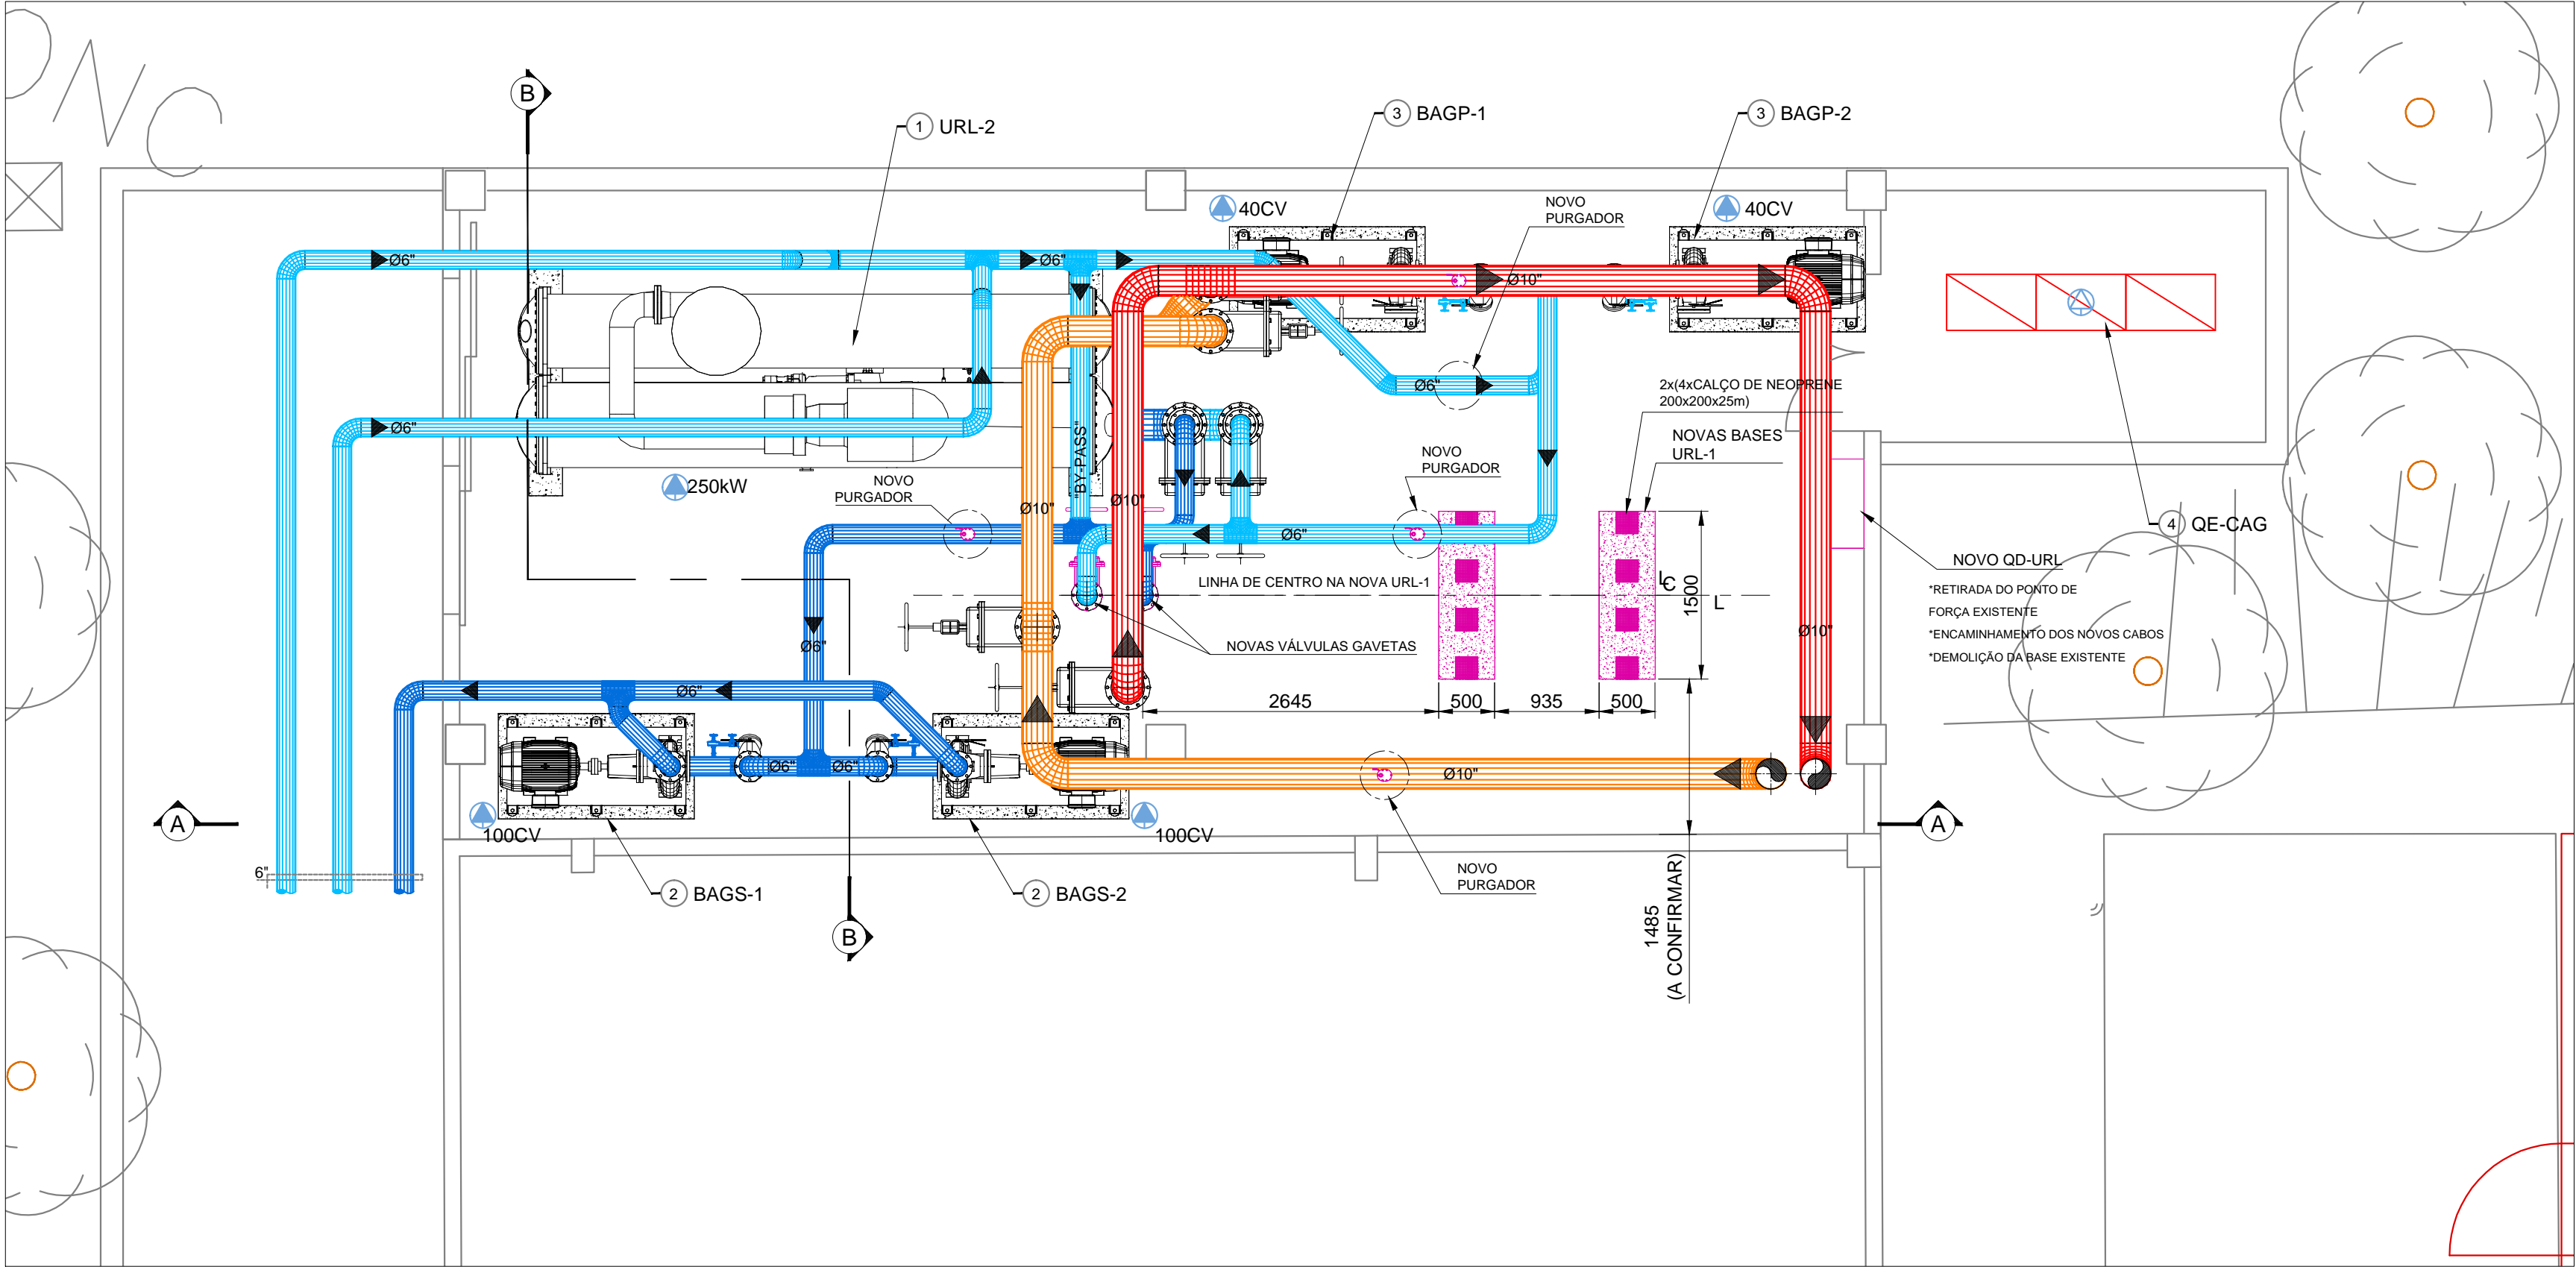 ONC
B
1 URL-2
3 BAGP-1
3 BAGP-2
40CV
NOVO
PURGADOR
40CV
Ø6"
Ø6"
Ø10"
Ø6"
2x(4xCALÇO DE NEOPRENE
200x200x25m)
Ø6"
"BY-PASS"
NOVAS BASES
URL-1
NOVO
PURGADOR
250kW
NOVO
PURGADOR
Ø10"
Ø10"
4 QE-CAG
Ø6"
NOVO QD-URL
*RETIRADA DO PONTO DE
FORÇA EXISTENTE
*ENCAMINHAMENTO DOS NOVOS CABOS
*DEMOLIÇÃO DA BASE EXISTENTE
LINHA DE CENTRO NA NOVA URL-1
C
L
L
1500
Ø10"
Ø6"
NOVAS VÁLVULAS GAVETAS
Ø6"
2645
500
935
500
Ø6"
Ø6"
Ø10"
A
100CV
100CV
A
6"
2 BAGS-1
2 BAGS-2
NOVO
PURGADOR
1485
(A CONFIRMAR)
B